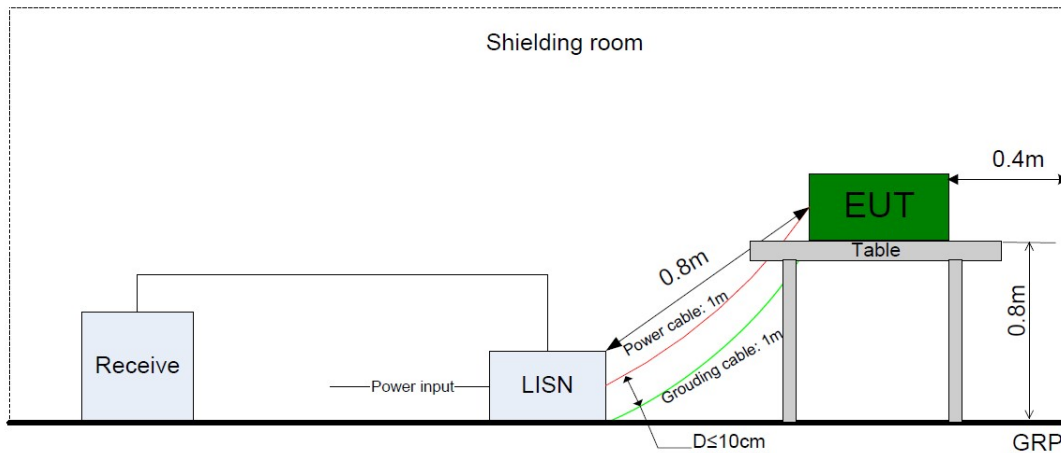 Shielding room
0.4m
EUT
Table
0.8m
0.8m
Power cable: 1m
Grouding cable: 1m
Receive
Power input
LISN
D≤10cm
GRP